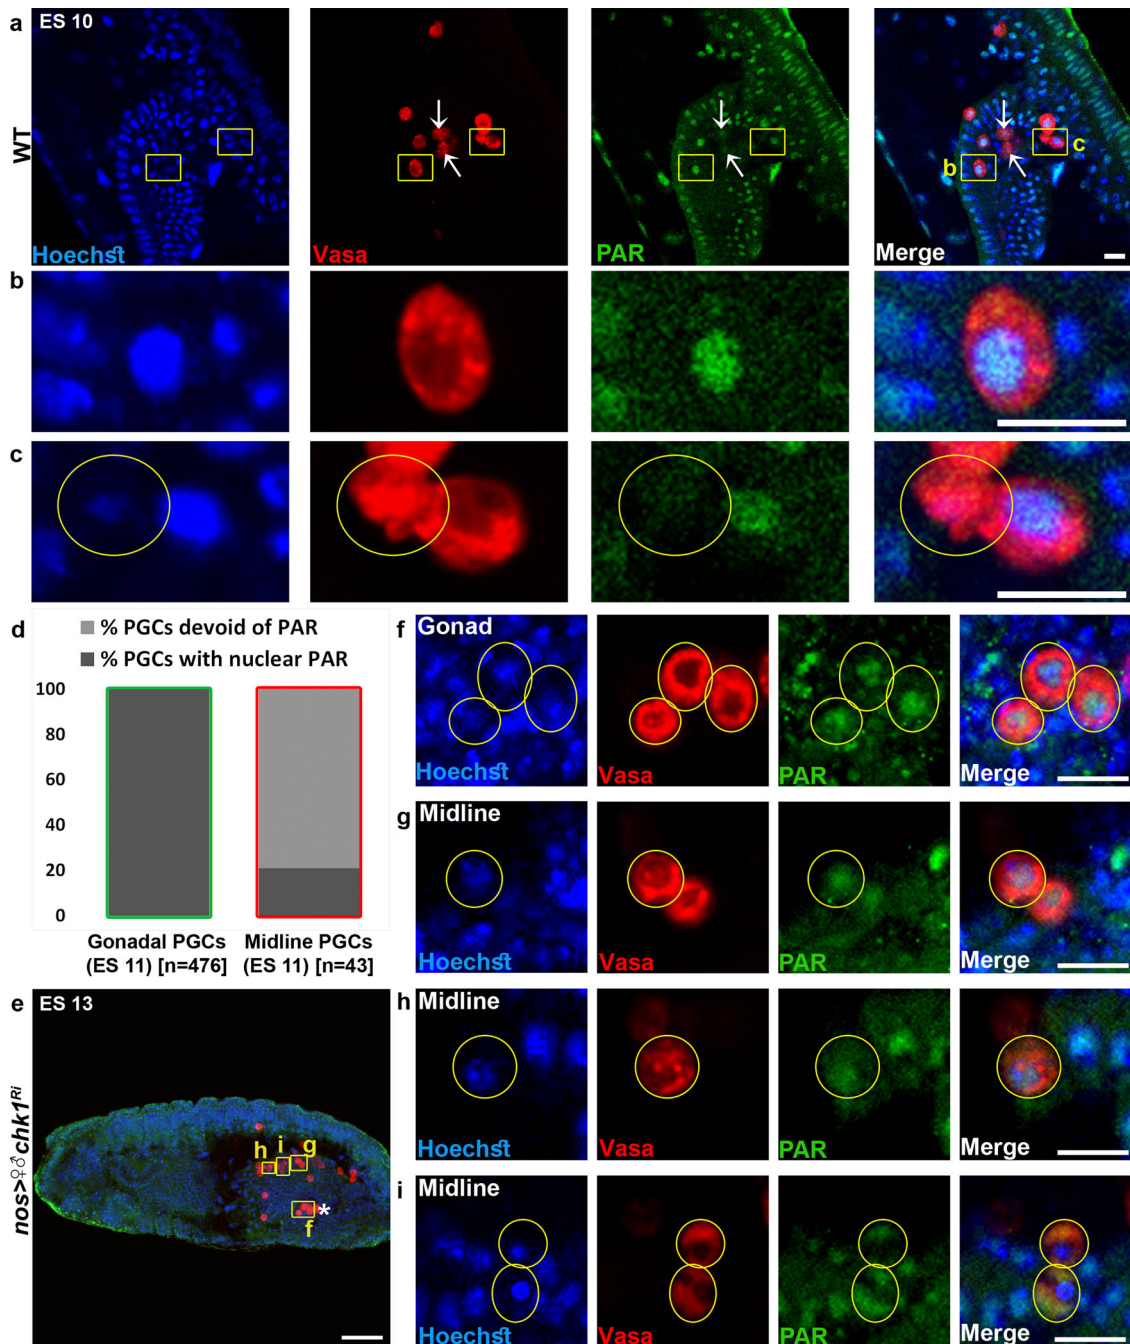 a ES 10
WT
Hoechst Vasa PAR Merge
b c
b
c
d
% PGCs devoid of PAR
% PGCs with nuclear PAR
100
80
60
40
20
0
Gonadal PGCs
(ES 11) [n=476]
Midline PGCs
(ES 11) [n=43]
e ES 13
nos>♀♂chk1^Ri
h i g
f *
f Gonad
Hoechst Vasa PAR Merge
g Midline
Hoechst Vasa PAR Merge
h Midline
Hoechst Vasa PAR Merge
i Midline
Hoechst Vasa PAR Merge